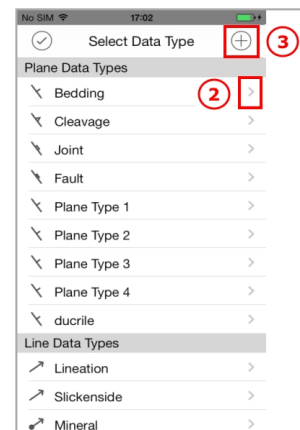 No SIM 17:02
Select Data Type
3
Plane Data Types
Bedding
2
Cleavage
Joint
Fault
Plane Type 1
Plane Type 2
Plane Type 3
Plane Type 4
ducrile
Line Data Types
Lineation
Slickenside
Mineral